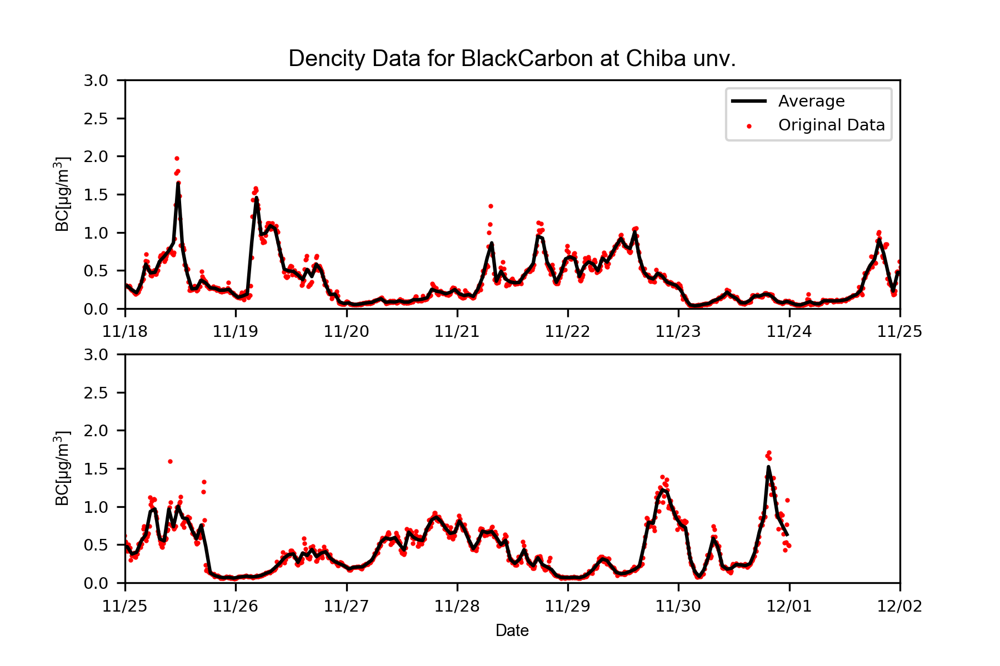 Dencity Data for BlackCarbon at Chiba unv.
3.0
2.5
2.0
1.5
1.0
0.5
0.0
BC[μg/m³]
Average
Original Data
11/18 11/19 11/20 11/21 11/22 11/23 11/24 11/25
3.0
2.5
2.0
1.5
1.0
0.5
0.0
BC[μg/m³]
11/25 11/26 11/27 11/28 11/29 11/30 12/01 12/02
Date